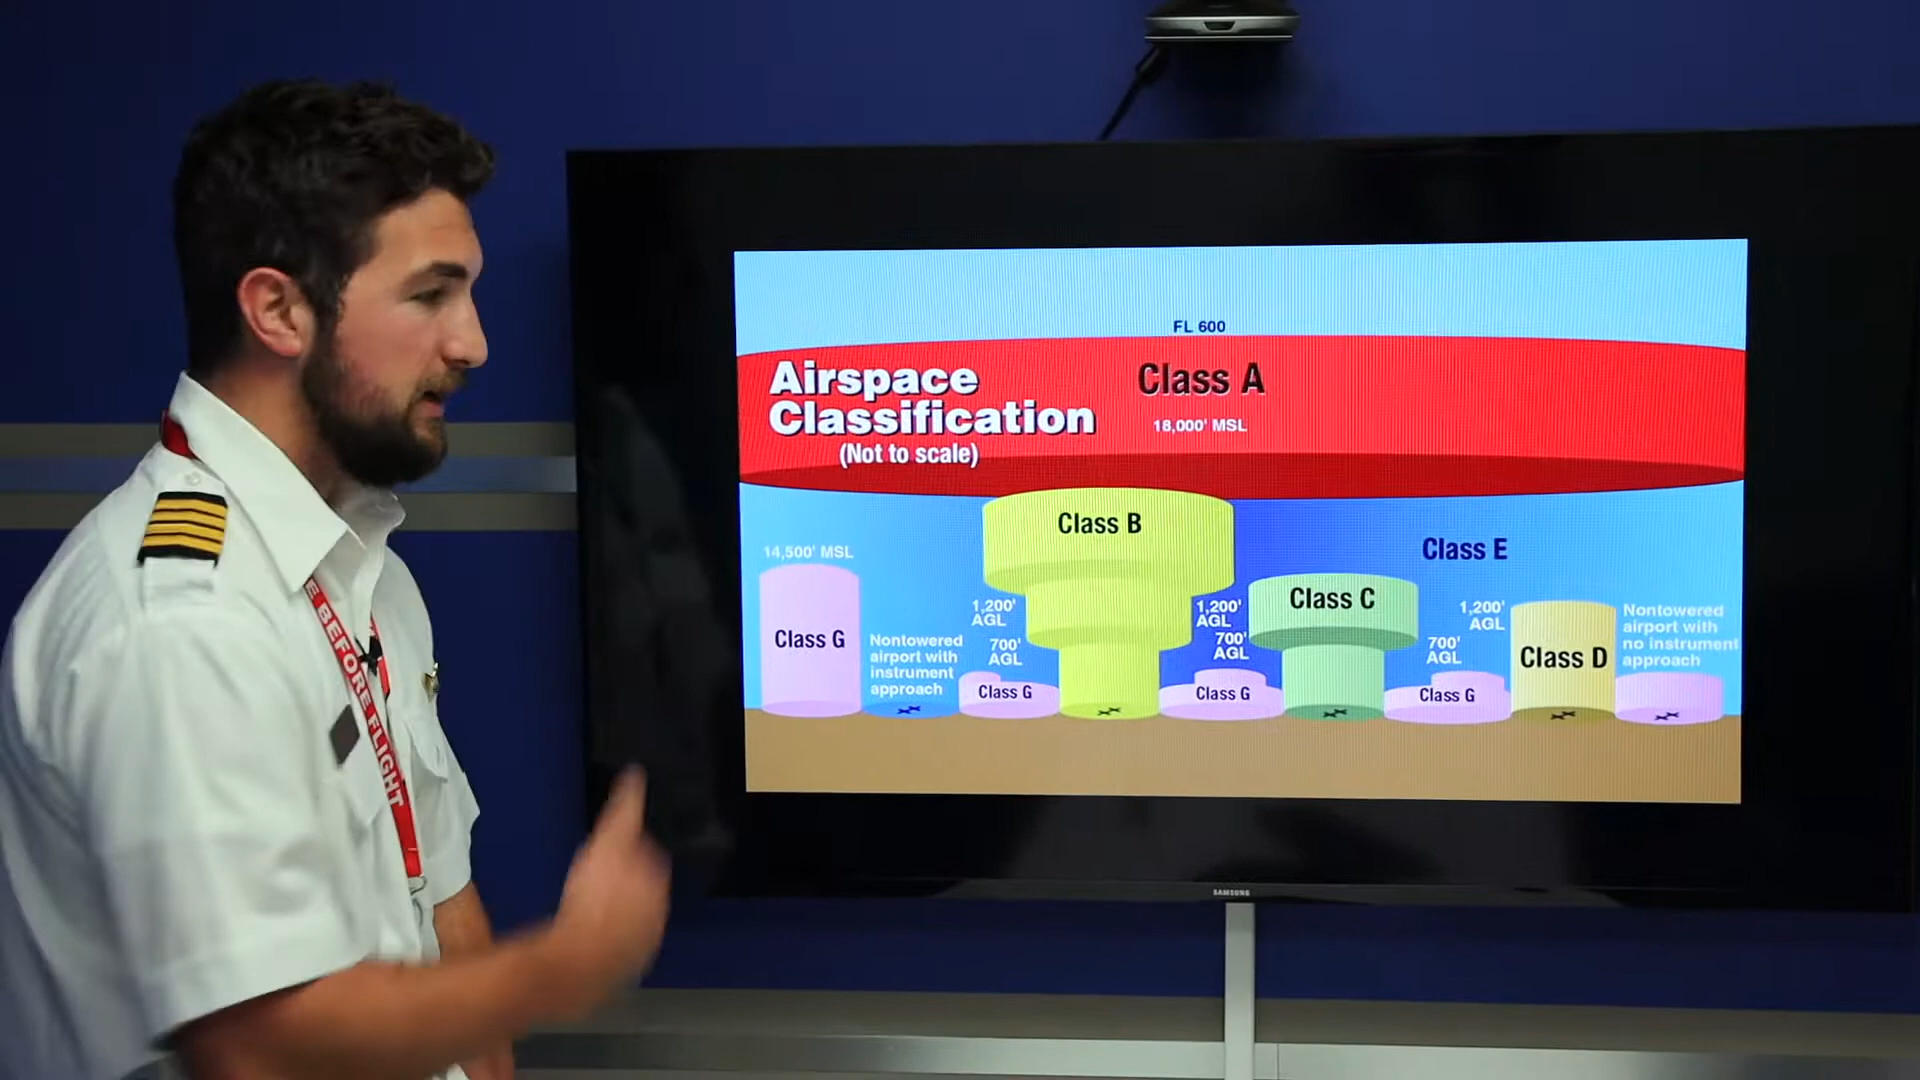 FL 600
Airspace
Classification
(Not to scale)
Class A
18,000' MSL
Class B
Class E
14,500' MSL
Class G
Nontowered
airport with
instrument
approach
1,200'
AGL
700'
AGL
Class G
1,200'
AGL
700'
AGL
Class G
Class C
1,200'
AGL
700'
AGL
Class G
Class D
Nontowered
airport with
no instrument
approach
E BEFORE FLIGHT
SAMSUNG